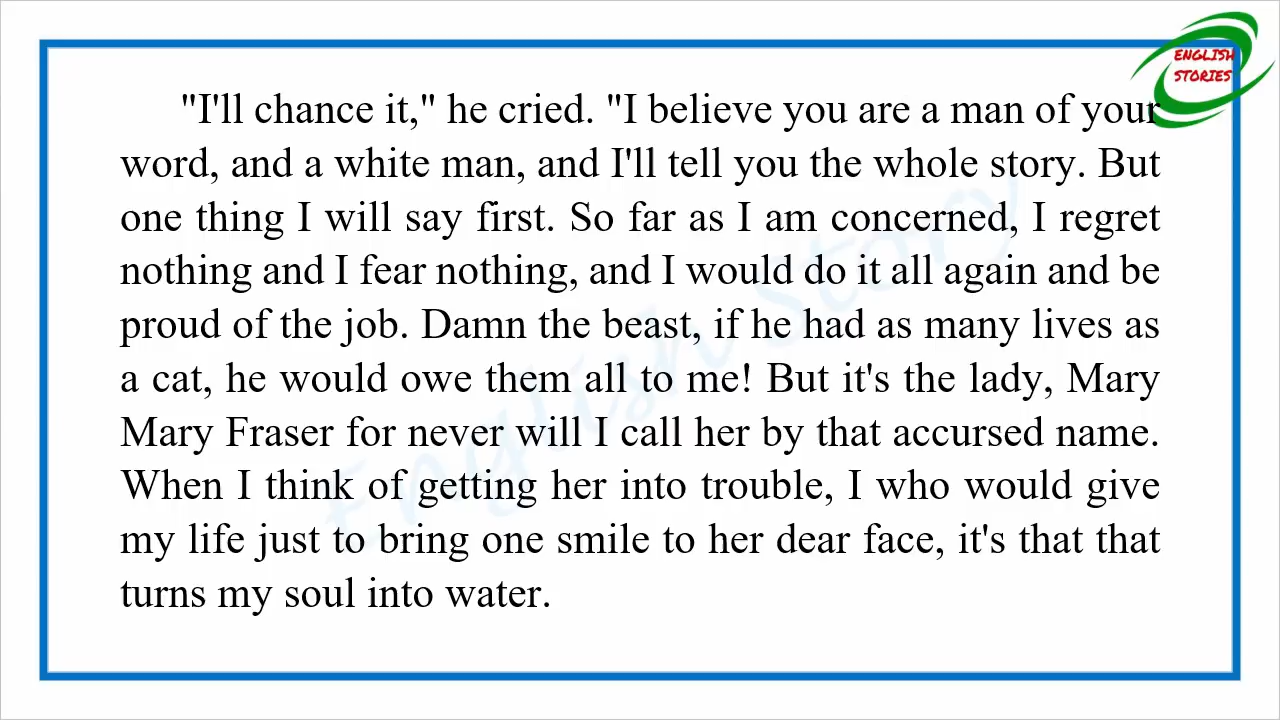 ENGLISH
STORIES
"I'll chance it," he cried. "I believe you are a man of your
word, and a white man, and I'll tell you the whole story. But
one thing I will say first. So far as I am concerned, I regret
nothing and I fear nothing, and I would do it all again and be
proud of the job. Damn the beast, if he had as many lives as
a cat, he would owe them all to me! But it's the lady, Mary
Mary Fraser for never will I call her by that accursed name.
When I think of getting her into trouble, I who would give
my life just to bring one smile to her dear face, it's that that
turns my soul into water.
English Story